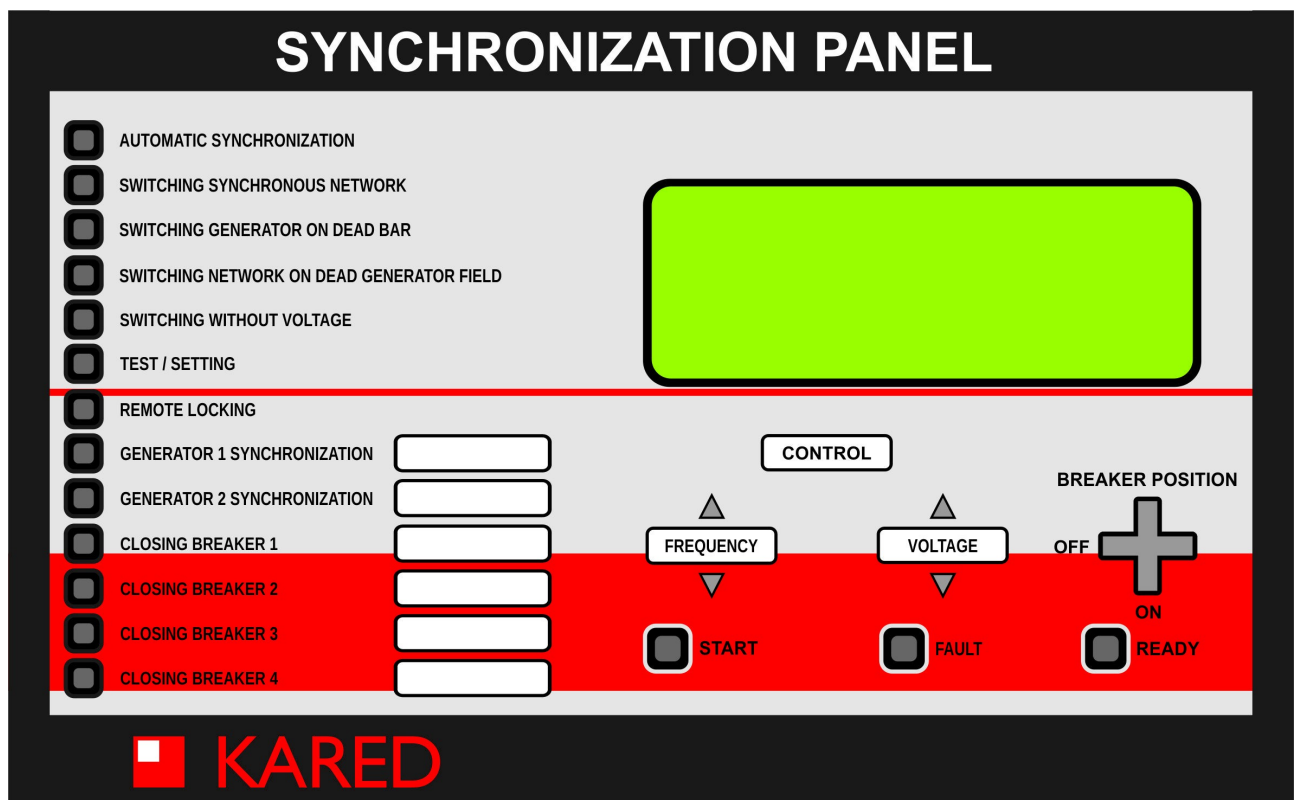 SYNCHRONIZATION PANEL
AUTOMATIC SYNCHRONIZATION
SWITCHING SYNCHRONOUS NETWORK
SWITCHING GENERATOR ON DEAD BAR
SWITCHING NETWORK ON DEAD GENERATOR FIELD
SWITCHING WITHOUT VOLTAGE
TEST / SETTING
REMOTE LOCKING
GENERATOR 1 SYNCHRONIZATION
GENERATOR 2 SYNCHRONIZATION
CLOSING BREAKER 1
CLOSING BREAKER 2
CLOSING BREAKER 3
CLOSING BREAKER 4
CONTROL
FREQUENCY
VOLTAGE
BREAKER POSITION
OFF
ON
START
FAULT
READY
KARED